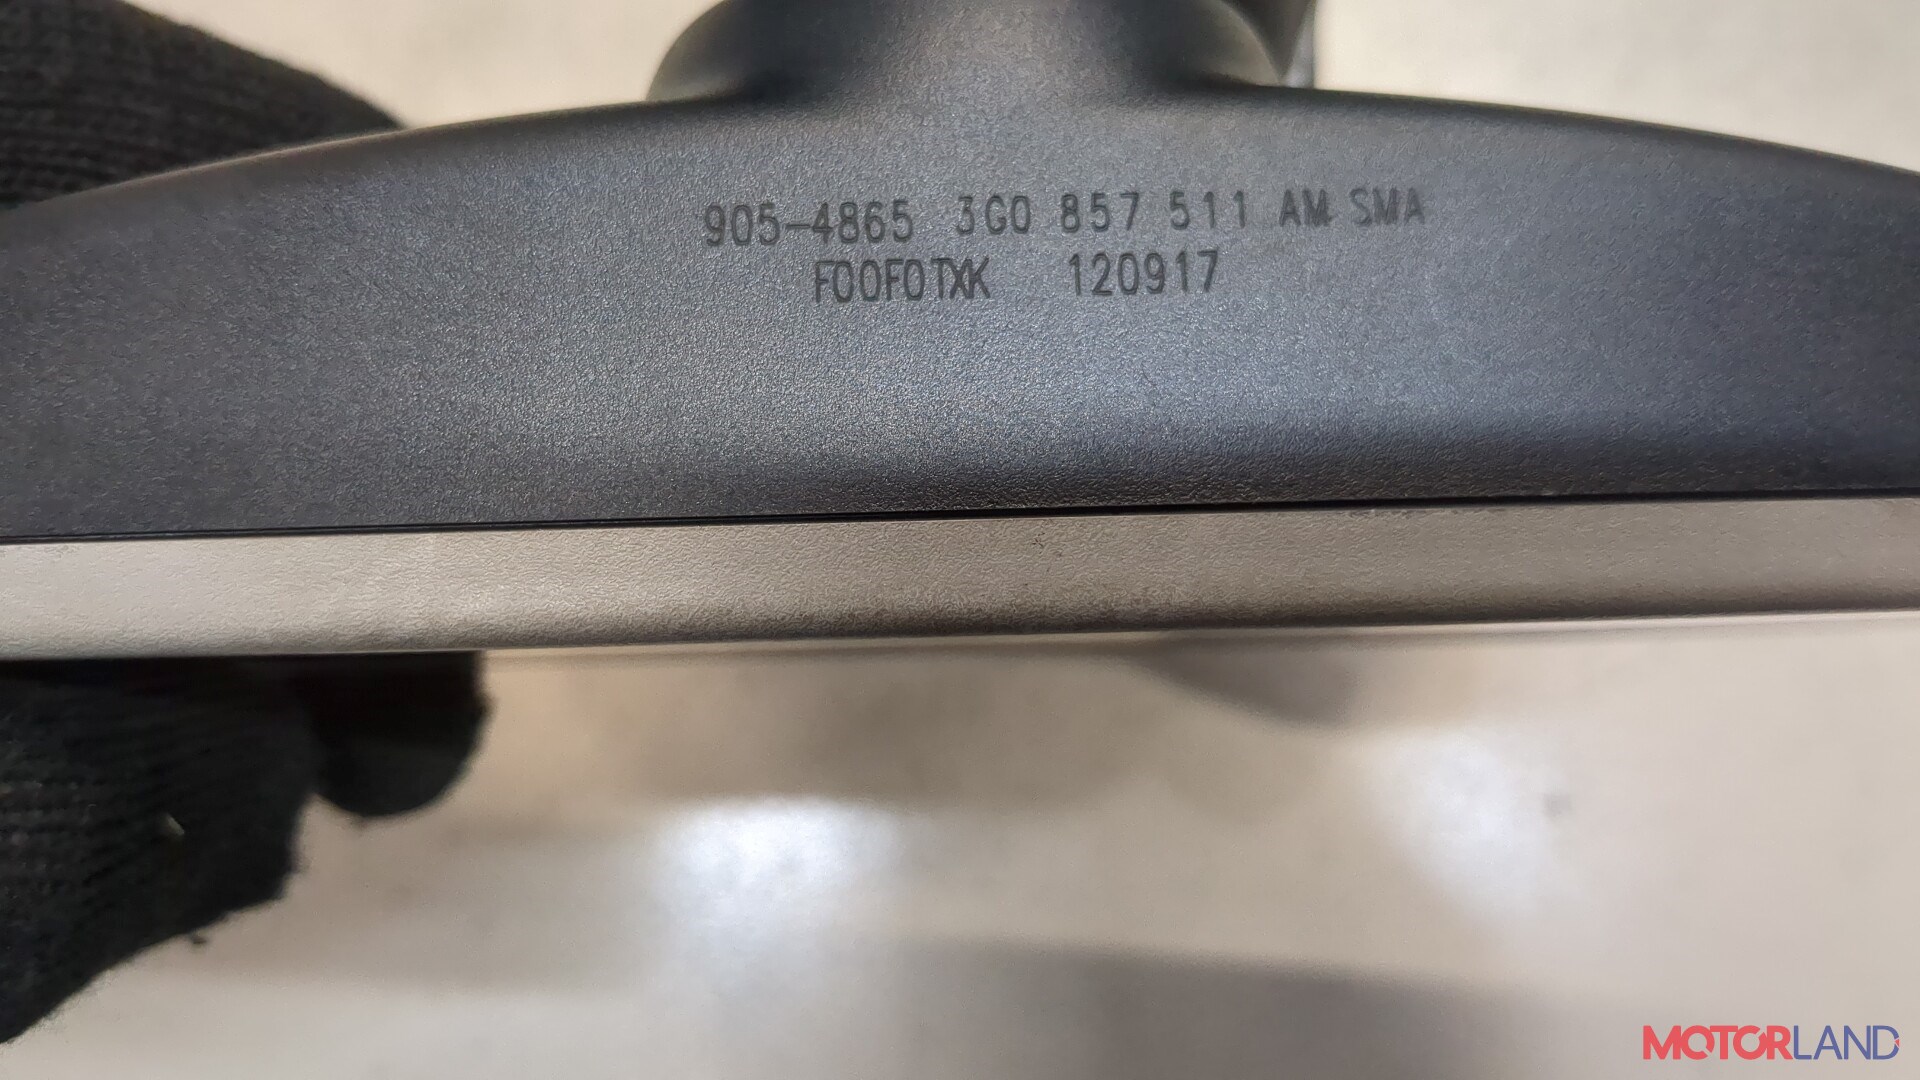 905-4865 3G0 857 511 AM SMA
F00F0TXK 120917
MOTORLAND